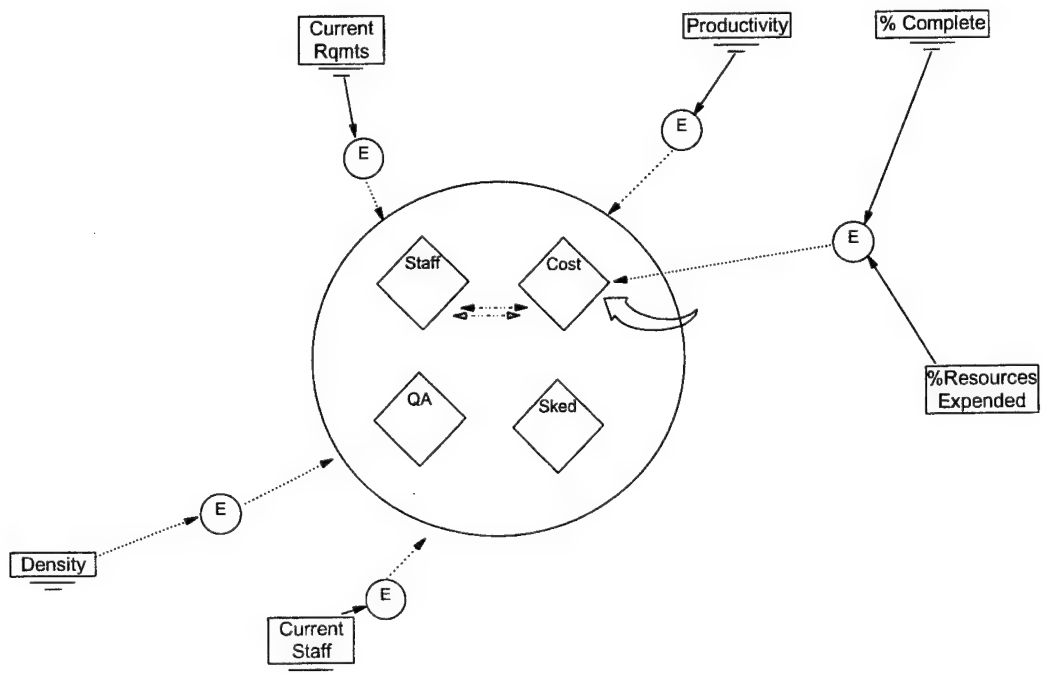 Current
Rqmts
Productivity
% Complete
E
E
E
Staff
Cost
%Resources
Expended
QA
Sked
E
Density
E
Current
Staff